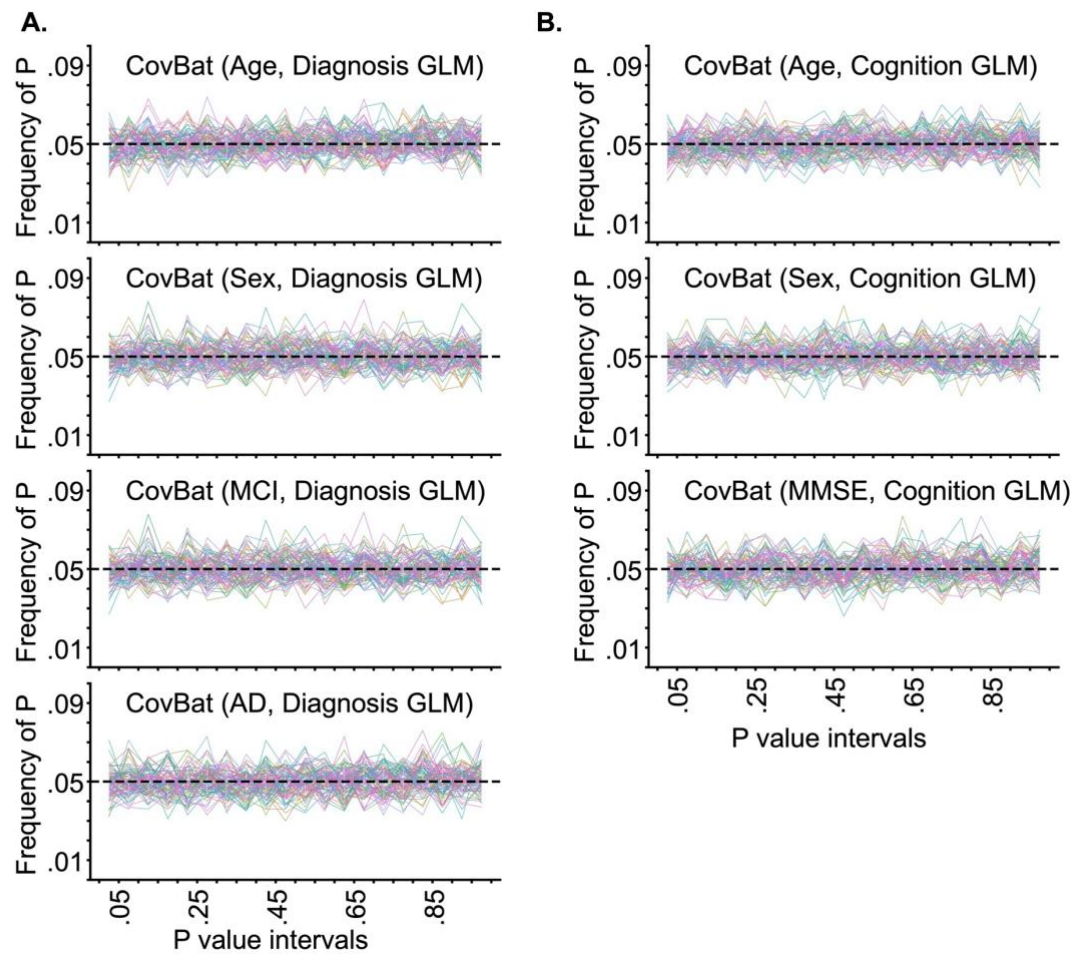 A.
Frequency of P
.09
.05
.01
CovBat (Age, Diagnosis GLM)
Frequency of P
.09
.05
.01
CovBat (Sex, Diagnosis GLM)
Frequency of P
.09
.05
.01
CovBat (MCI, Diagnosis GLM)
Frequency of P
.09
.05
.01
CovBat (AD, Diagnosis GLM)
.05 .25 .45 .65 .85
P value intervals
B.
Frequency of P
.09
.05
.01
CovBat (Age, Cognition GLM)
Frequency of P
.09
.05
.01
CovBat (Sex, Cognition GLM)
Frequency of P
.09
.05
.01
CovBat (MMSE, Cognition GLM)
.05 .25 .45 .65 .85
P value intervals